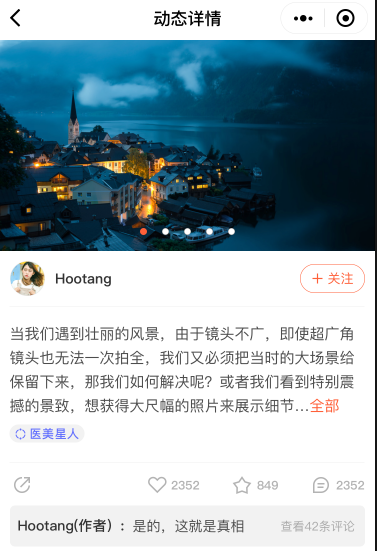 动态详情
Hootang
+ 关注
当我们遇到壮丽的风景，由于镜头不广，即使超广角
镜头也无法一次拍全，我们又必须把当时的大场景给
保留下来，那我们如何解决呢？或者我们看到特别震
撼的景致，想获得大尺幅的照片来展示细节...全部
医美星人
2352
849
2352
Hootang(作者)：是的，这就是真相
查看42条评论